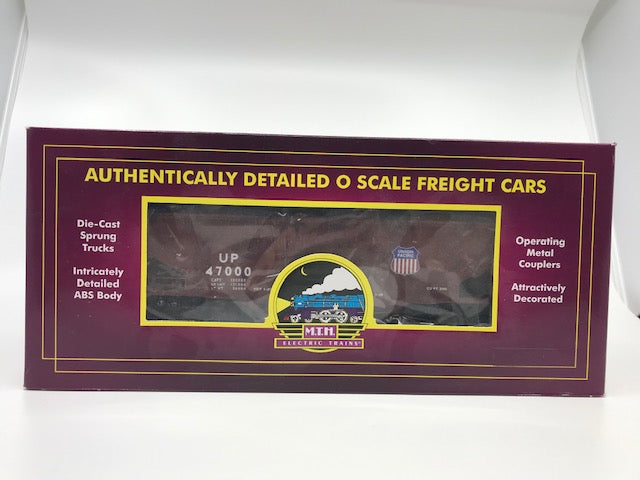 AUTHENTICALLY DETAILED O SCALE FREIGHT CARS
Die-Cast
Sprung
Trucks
Intricately
Detailed
ABS Body
UP
47000
UNION
PACIFIC
Operating
Metal
Couplers
Attractively
Decorated
M.T.H.
ELECTRIC TRAINS